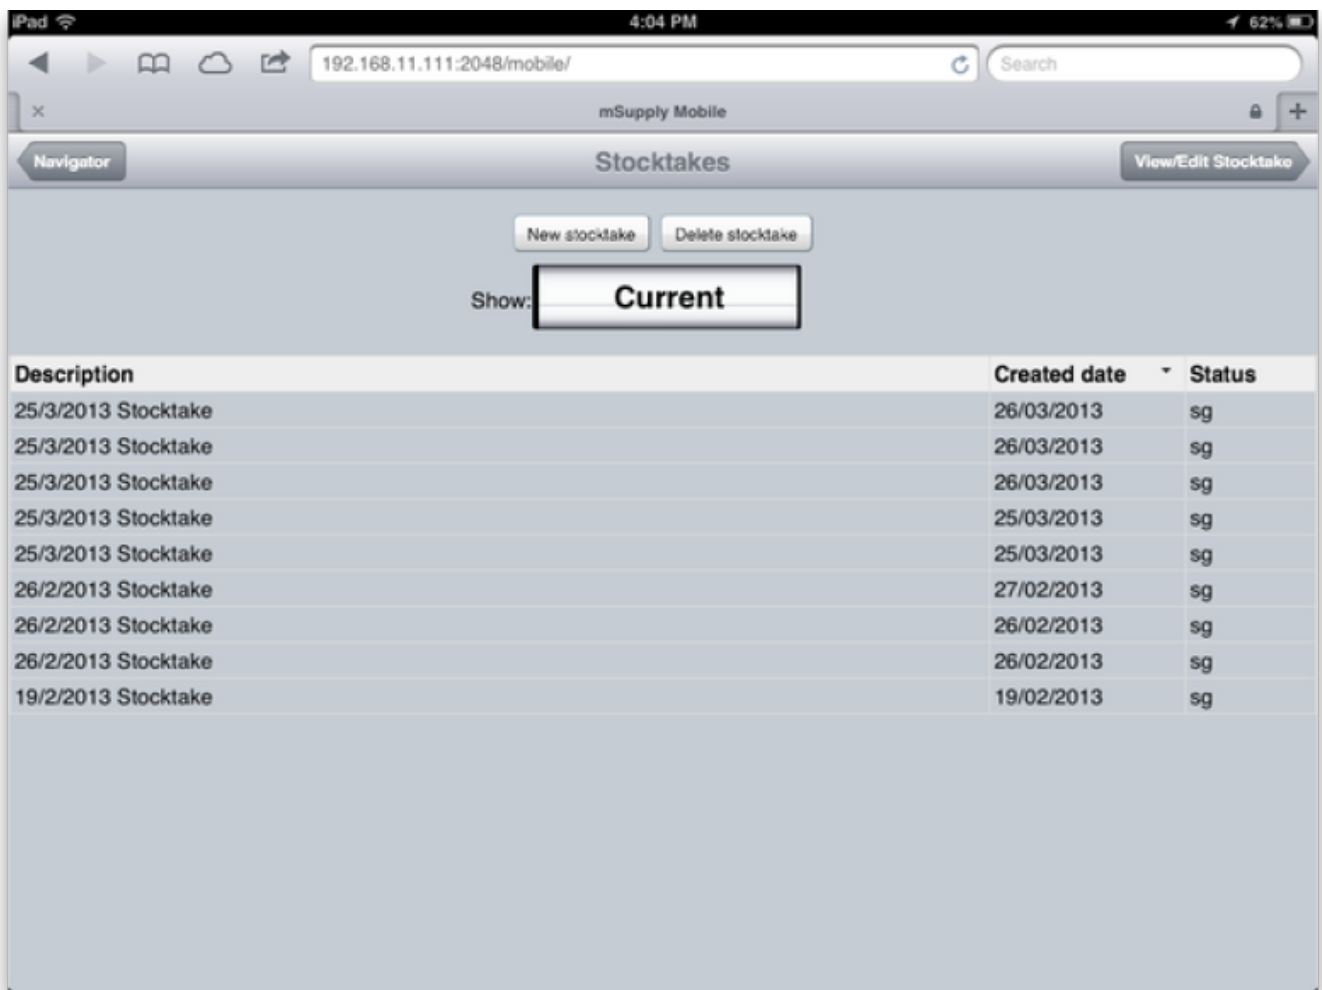 iPad 4:04 PM 62%
192.168.11.111:2048/mobile/ Search
mSupply Mobile
Navigator Stocktakes View/Edit Stocktake
New stocktake Delete stocktake
Show: Current
Description Created date Status
25/3/2013 Stocktake 26/03/2013 sg
25/3/2013 Stocktake 26/03/2013 sg
25/3/2013 Stocktake 26/03/2013 sg
25/3/2013 Stocktake 25/03/2013 sg
25/3/2013 Stocktake 25/03/2013 sg
26/2/2013 Stocktake 27/02/2013 sg
26/2/2013 Stocktake 26/02/2013 sg
26/2/2013 Stocktake 26/02/2013 sg
19/2/2013 Stocktake 19/02/2013 sg